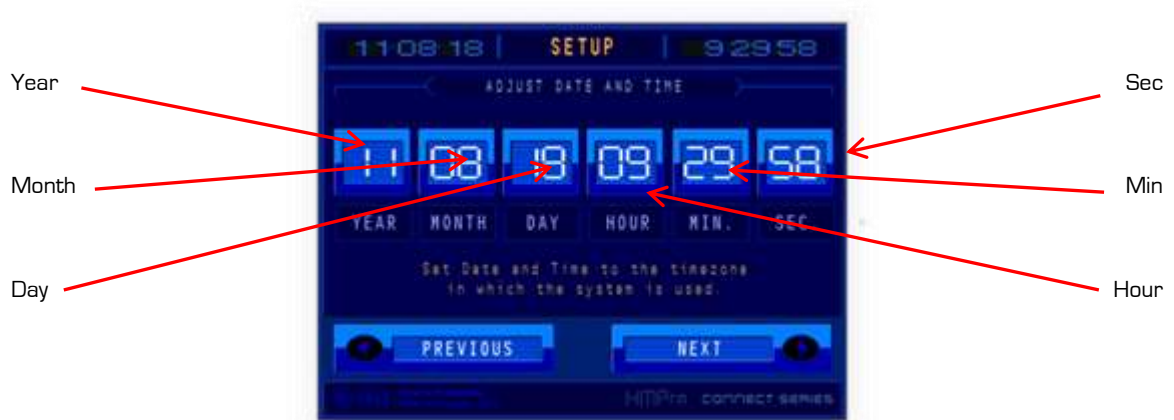 11:08:18 SETUP 9 29 58
ADJUST DATE AND TIME
Year
Sec
11 08 19 09 29 58
Month
Min
YEAR MONTH DAY HOUR MIN. SEC.
Set Date and Time to the timezone
in which the system is used.
Day
Hour
PREVIOUS NEXT
HMPro CONNECT SERIES